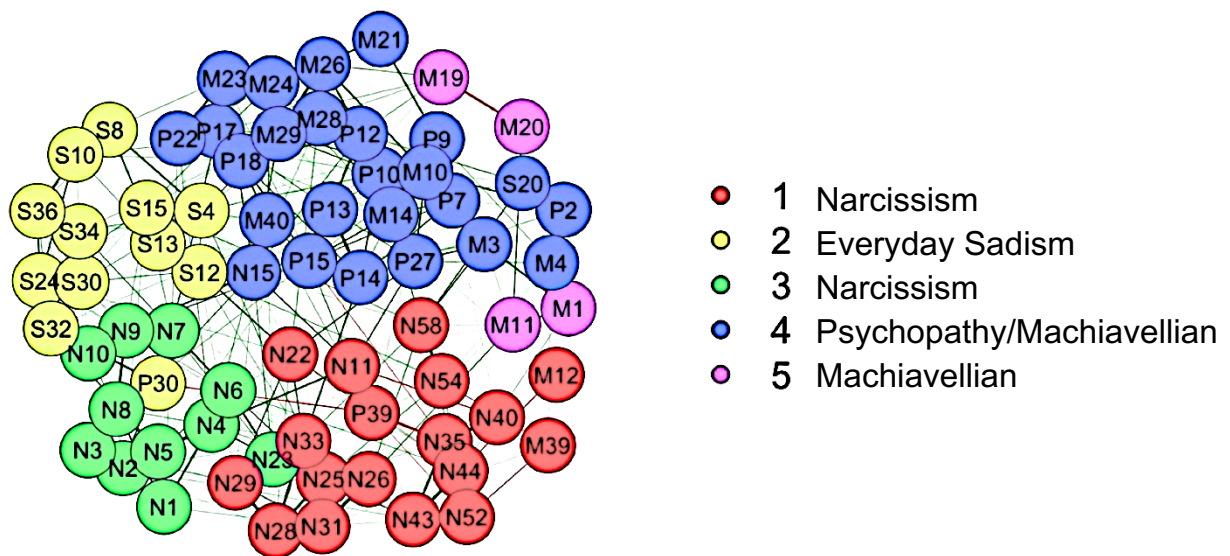 M21
M26
M23
M24
M19
M28
M20
S8
P22
P17
M29
P12
P9
S10
P18
P10
M10
S20
S36
S15
S4
M40
P13
M14
P7
P2
S34
S13
M3
S24
S30
S12
N15
P15
P14
P27
M4
S32
N9
N7
N58
M11
M1
N10
N22
N11
P30
N6
N54
M12
N8
N4
P39
N40
N3
N2
N5
N23
N33
N35
M39
N29
N25
N26
N44
N1
N28
N31
N43
N52
1 Narcissism
2 Everyday Sadism
3 Narcissism
4 Psychopathy/Machiavellian
5 Machiavellian